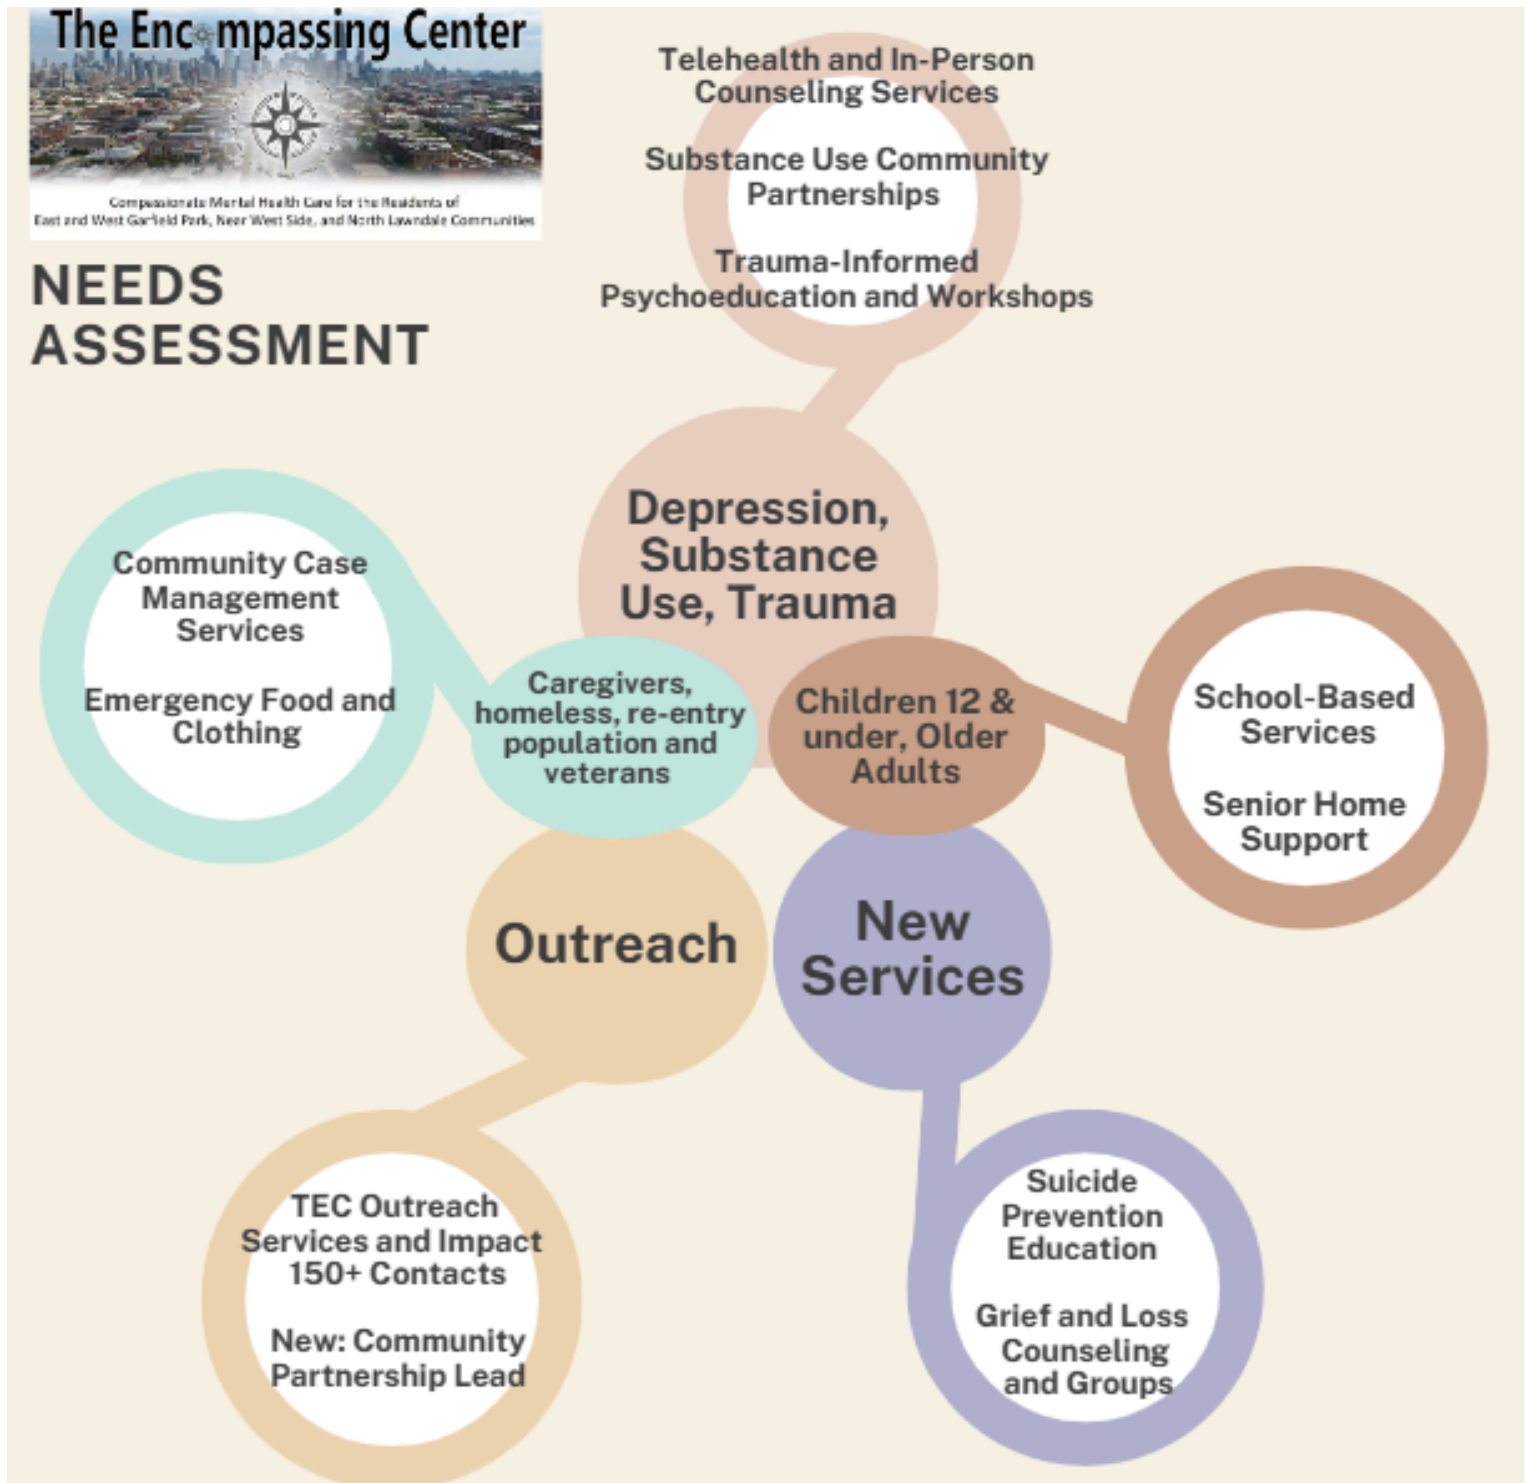 The Encompassing Center
Compassionate Mental Health Care for the Residents of
East and West Garfield Park, Near West Side, and North Lawndale Communities
NEEDS
ASSESSMENT
Telehealth and In-Person
Counseling Services
Substance Use Community
Partnerships
Trauma-Informed
Psychoeducation and Workshops
Depression,
Substance
Use, Trauma
Community Case
Management
Services
Emergency Food and
Clothing
Caregivers,
homeless, re-entry
population and
veterans
Children 12 &
under, Older
Adults
School-Based
Services
Senior Home
Support
Outreach
New
Services
TEC Outreach
Services and Impact
150+ Contacts
New: Community
Partnership Lead
Suicide
Prevention
Education
Grief and Loss
Counseling
and Groups